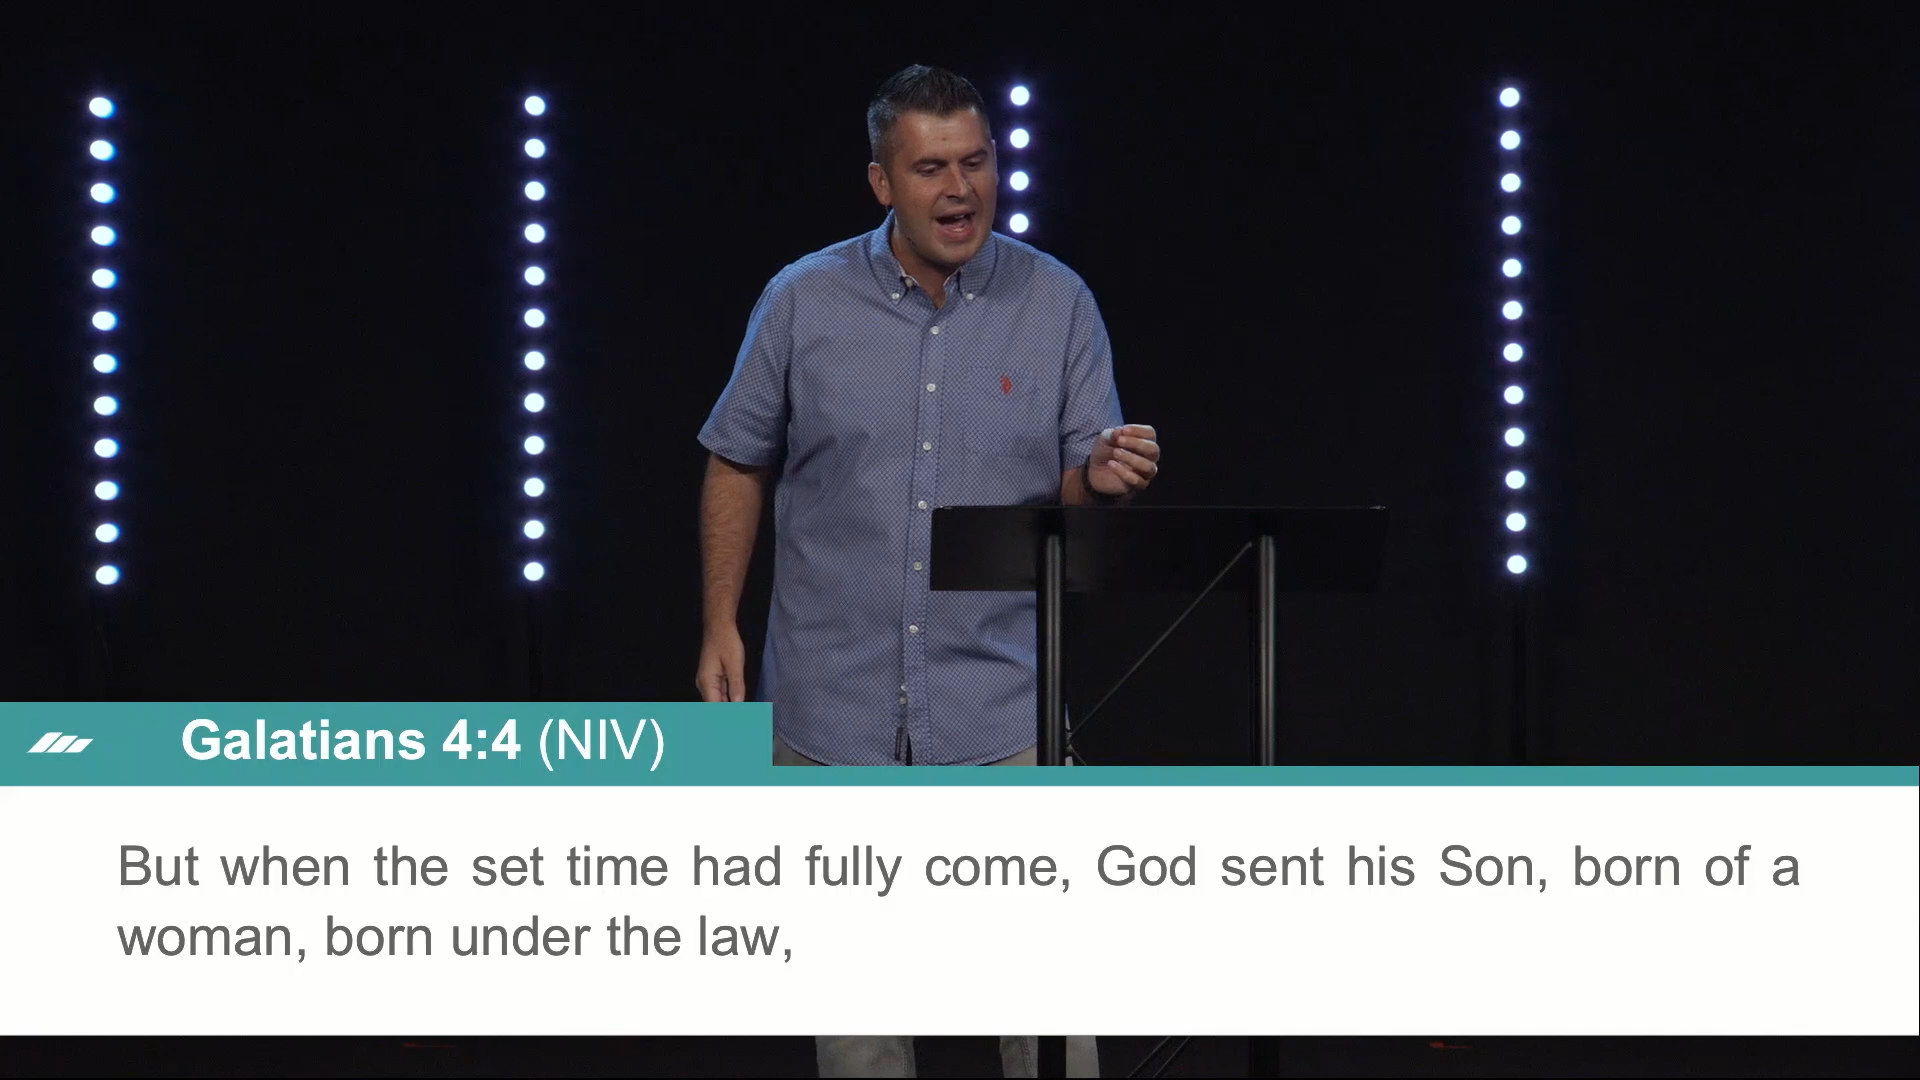 Galatians 4:4 (NIV)
But when the set time had fully come, God sent his Son, born of a
woman, born under the law,